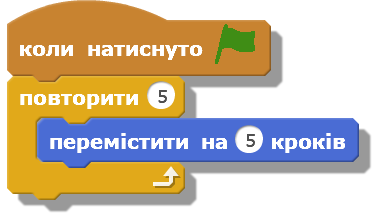 коли натиснуто
повторити 5
перемістити на 5 кроків